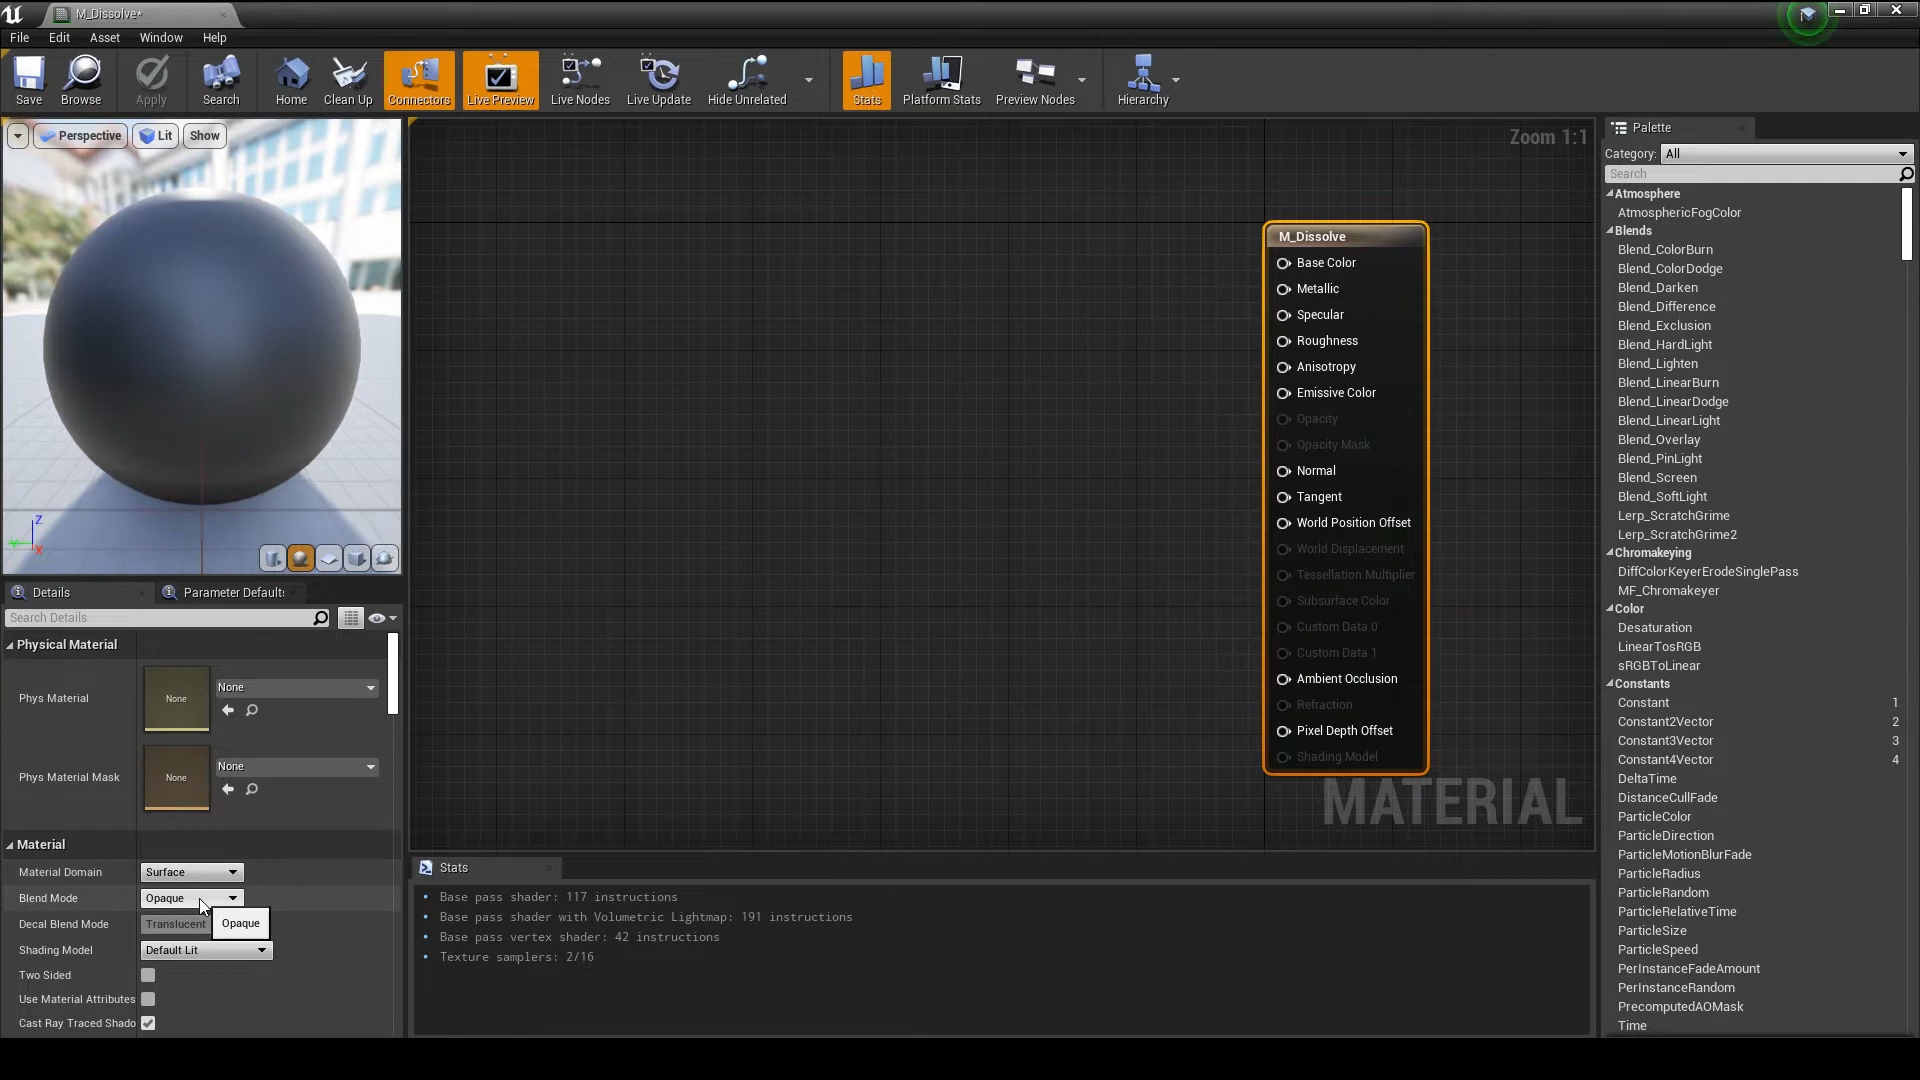 M_Dissolve*
File Edit Asset Window Help
Save Browse Apply Search Home Clean Up Connectors Live Preview Live Nodes Live Update Hide Unrelated Stats Platform Stats Preview Nodes Hierarchy
Perspective Lit Show
Z
Y
X
Zoom 1:1
M_Dissolve
Base Color
Metallic
Specular
Roughness
Anisotropy
Emissive Color
Opacity
Opacity Mask
Normal
Tangent
World Position Offset
World Displacement
Tessellation Multiplier
Subsurface Color
Custom Data 0
Custom Data 1
Ambient Occlusion
Refraction
Pixel Depth Offset
Shading Model
MATERIAL
Details Parameter Defaults
Search Details
Physical Material
Phys Material None None
Phys Material Mask None None
Material
Material Domain Surface
Blend Mode Opaque
Decal Blend Mode Translucent Opaque
Shading Model Default Lit
Two Sided
Use Material Attributes
Cast Ray Traced Shado
Stats
• Base pass shader: 117 instructions
• Base pass shader with Volumetric Lightmap: 191 instructions
• Base pass vertex shader: 42 instructions
• Texture samplers: 2/16
Palette
Category: All
Search
Atmosphere
AtmosphericFogColor
Blends
Blend_ColorBurn
Blend_ColorDodge
Blend_Darken
Blend_Difference
Blend_Exclusion
Blend_HardLight
Blend_Lighten
Blend_LinearBurn
Blend_LinearDodge
Blend_LinearLight
Blend_Overlay
Blend_PinLight
Blend_Screen
Blend_SoftLight
Lerp_ScratchGrime
Lerp_ScratchGrime2
Chromakeying
DiffColorKeyerErodeSinglePass
MF_Chromakeyer
Color
Desaturation
LinearTosRGB
sRGBToLinear
Constants
Constant 1
Constant2Vector 2
Constant3Vector 3
Constant4Vector 4
DeltaTime
DistanceCullFade
ParticleColor
ParticleDirection
ParticleMotionBlurFade
ParticleRadius
ParticleRandom
ParticleRelativeTime
ParticleSize
ParticleSpeed
PerInstanceFadeAmount
PerInstanceRandom
PrecomputedAOMask
Time